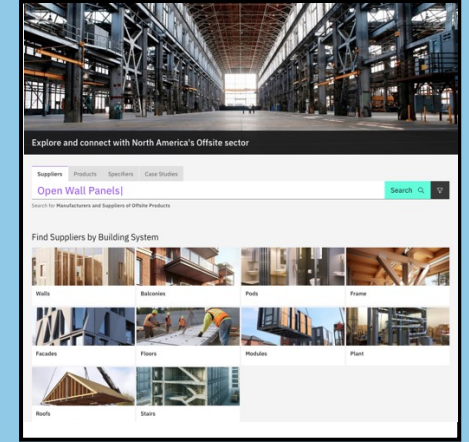 Explore and connect with North America's Offsite sector
Suppliers Products Specifiers Case Studies
Open Wall Panels
Search
Search for Manufacturers and Suppliers of Offsite Products
Find Suppliers by Building System
Walls Balconies Pods Frame
Facades Floors Modules Plant
Roofs Stairs